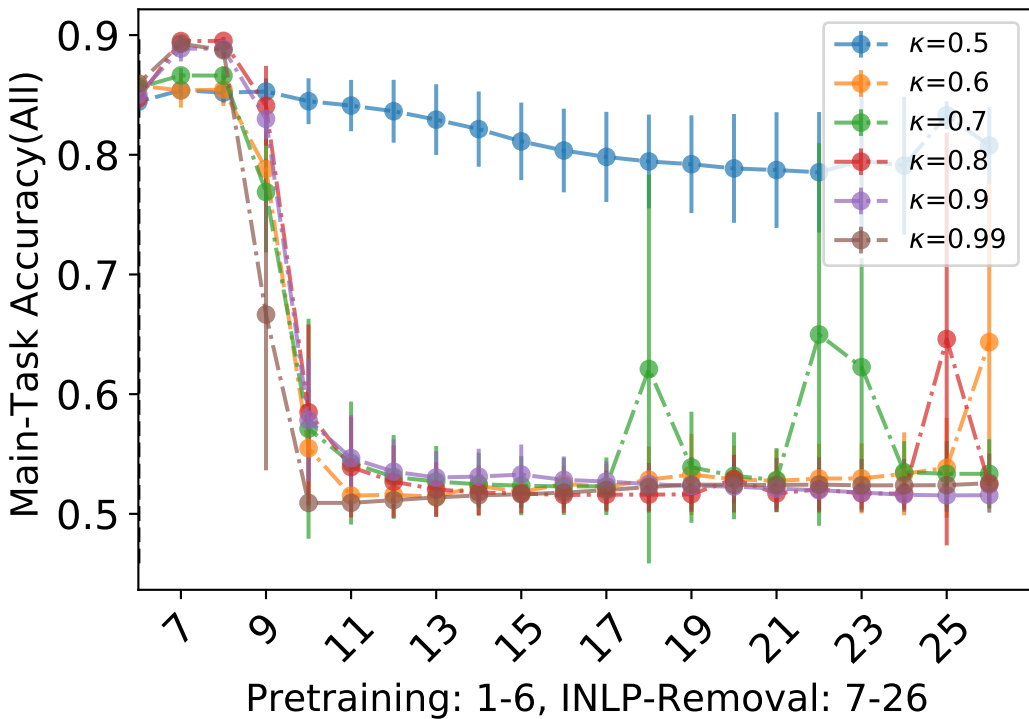 Main-Task Accuracy(All)
0.9
0.8
0.7
0.6
0.5
κ=0.5
κ=0.6
κ=0.7
κ=0.8
κ=0.9
κ=0.99
7
9
11
13
15
17
19
21
23
25
Pretraining: 1-6, INLP-Removal: 7-26